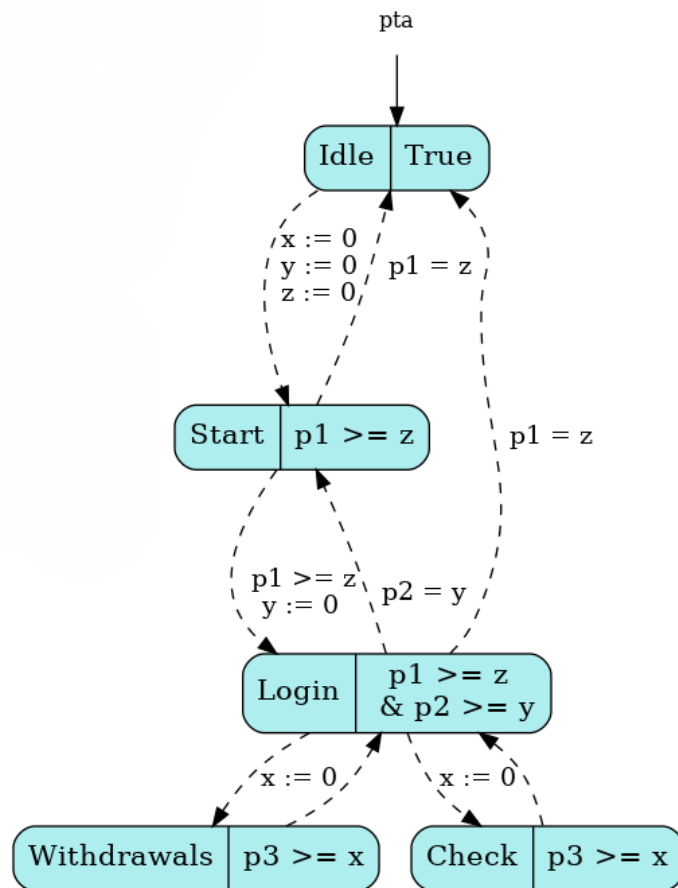 pta
Idle
True
x := 0
y := 0
z := 0
p1 = z
Start
p1 >= z
p1 = z
p1 >= z
y := 0
p2 = y
Login
p1 >= z
& p2 >= y
x := 0
x := 0
Withdrawals
p3 >= x
Check
p3 >= x